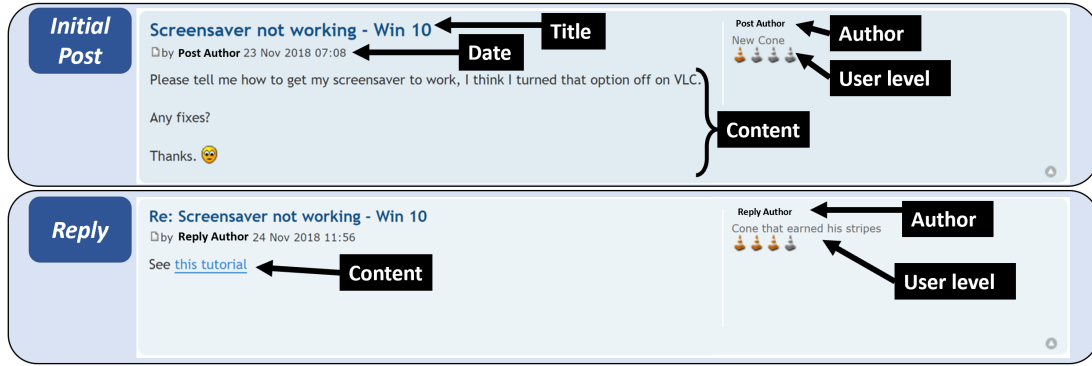 Initial
Post
Screensaver not working - Win 10
Title
by Post Author 23 Nov 2018 07:08
Date
Please tell me how to get my screensaver to work, I think I turned that option off on VLC.
Any fixes?
Thanks.
Content
Post Author
Author
New Cone
User level
Reply
Re: Screensaver not working - Win 10
by Reply Author 24 Nov 2018 11:56
See this tutorial
Content
Reply Author
Author
Cone that earned his stripes
User level